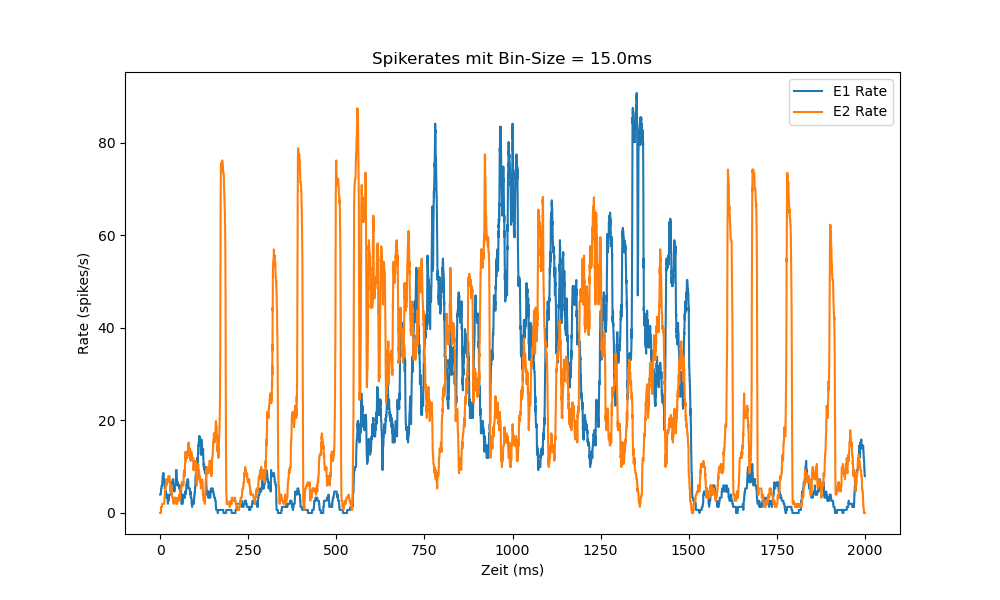 Spikerates mit Bin-Size = 15.0ms
E1 Rate
E2 Rate
80
60
40
20
0
Rate (spikes/s)
0 250 500 750 1000 1250 1500 1750 2000
Zeit (ms)